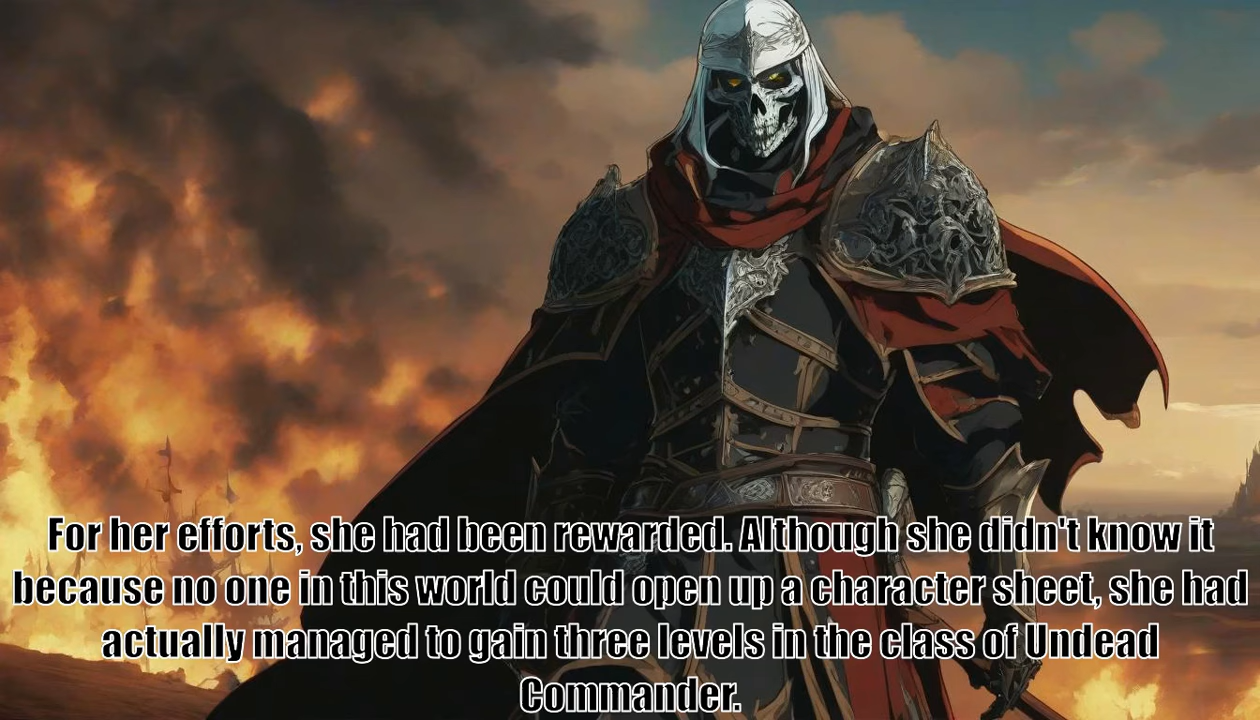 For her efforts, she had been rewarded. Although she didn't know it
because no one in this world could open up a character sheet, she had
actually managed to gain three levels in the class of Undead
Commander.